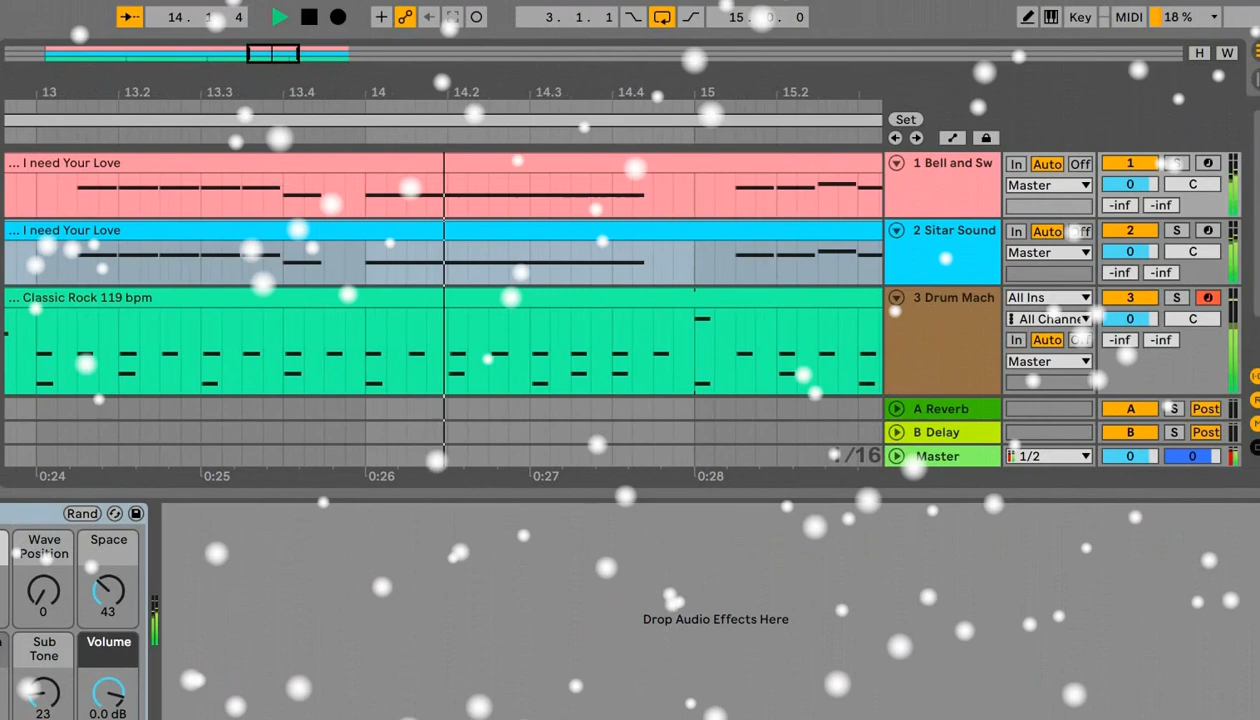 14. 1 4 3. 1. 1 15. 0. 0 Key MIDI 18 %
H W
13 13.2 13.3 13.4 14 14.2 14.3 14.4 15 15.2
Set
... I need Your Love 1 Bell and Sw In Auto Off 1 S
Master 0 C
-inf -inf
... I need Your Love 2 Sitar Sound In Auto Off 2 S
Master 0 C
-inf -inf
... Classic Rock 119 bpm 3 Drum Mach All Ins 3 S
All Channe 0 C
In Auto Off -inf -inf
Master
A Reverb A S Post
B Delay B S Post
/16 Master 1/2 0 0
0:24 0:25 0:26 0:27 0:28
Rand
Wave Position Space
0 43
Drop Audio Effects Here
Sub Tone Volume
23 0.0 dB